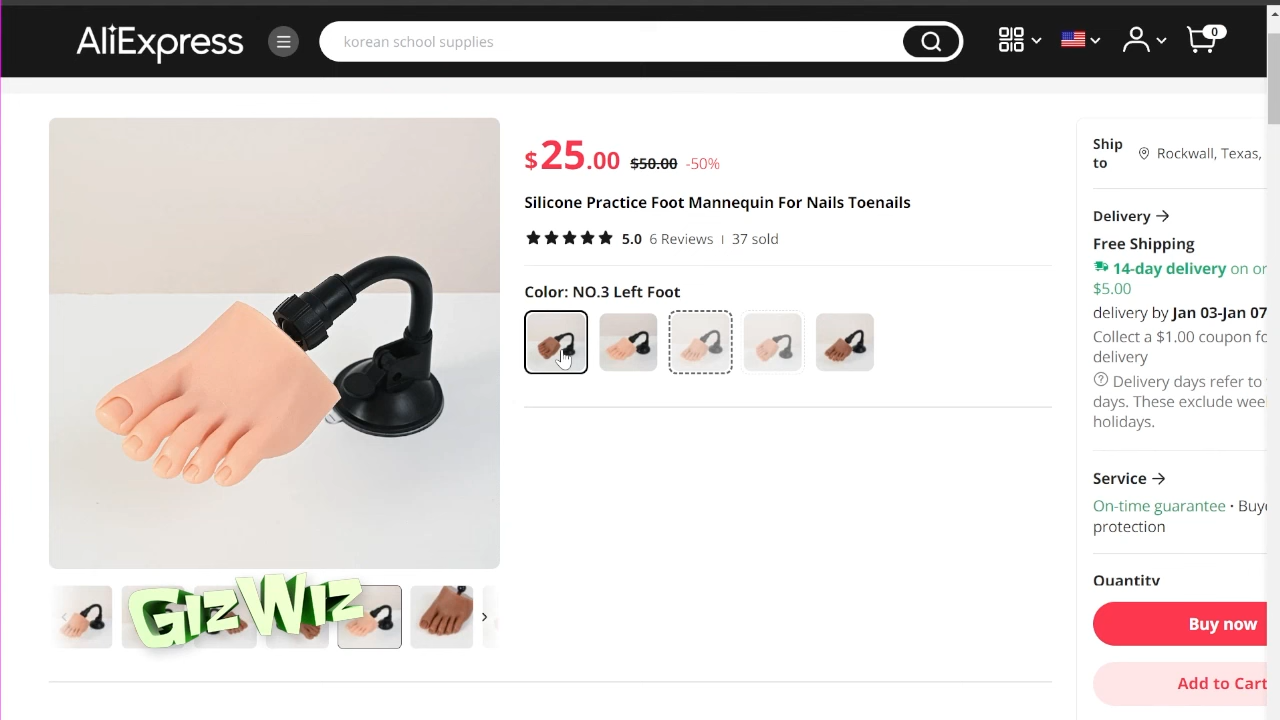 AliExpress
korean school supplies
0
$25.00 $50.00 -50%
Silicone Practice Foot Mannequin For Nails Toenails
5.0 6 Reviews | 37 sold
Color: NO.3 Left Foot
GizWiz
Ship to
Rockwall, Texas,
Delivery
Free Shipping
14-day delivery on or
$5.00
delivery by Jan 03-Jan 07
Collect a $1.00 coupon fo
delivery
Delivery days refer to
days. These exclude wee
holidays.
Service
On-time guarantee · Buye
protection
Quantity
Buy now
Add to Cart